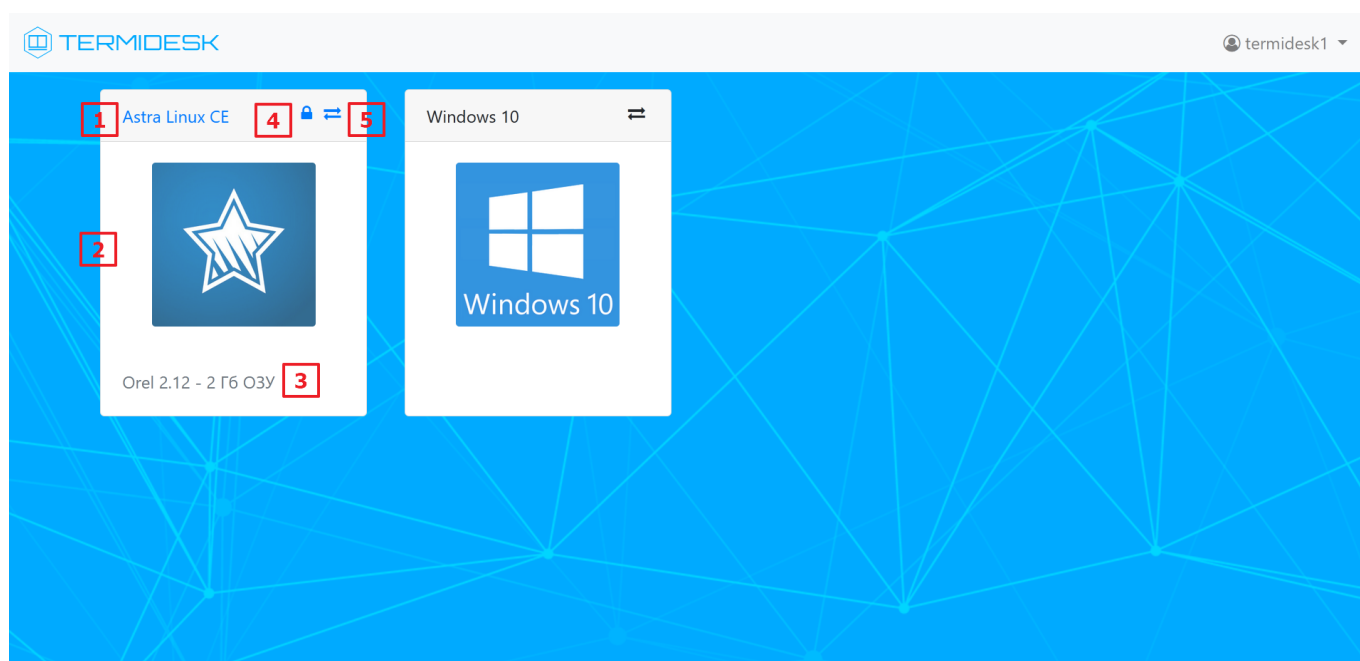 TERMIDESK
termidesk1
1 Astra Linux CE 4 5
Windows 10
2
Windows 10
Orel 2.12 - 2 Гб ОЗУ 3